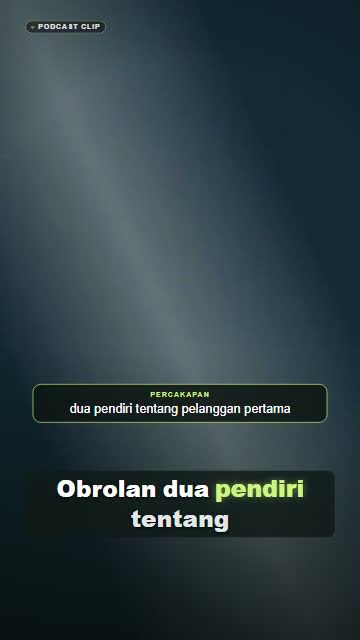 PODCAST CLIP
PERCAKAPAN
dua pendiri tentang pelanggan pertama
Obrolan dua pendiri
tentang